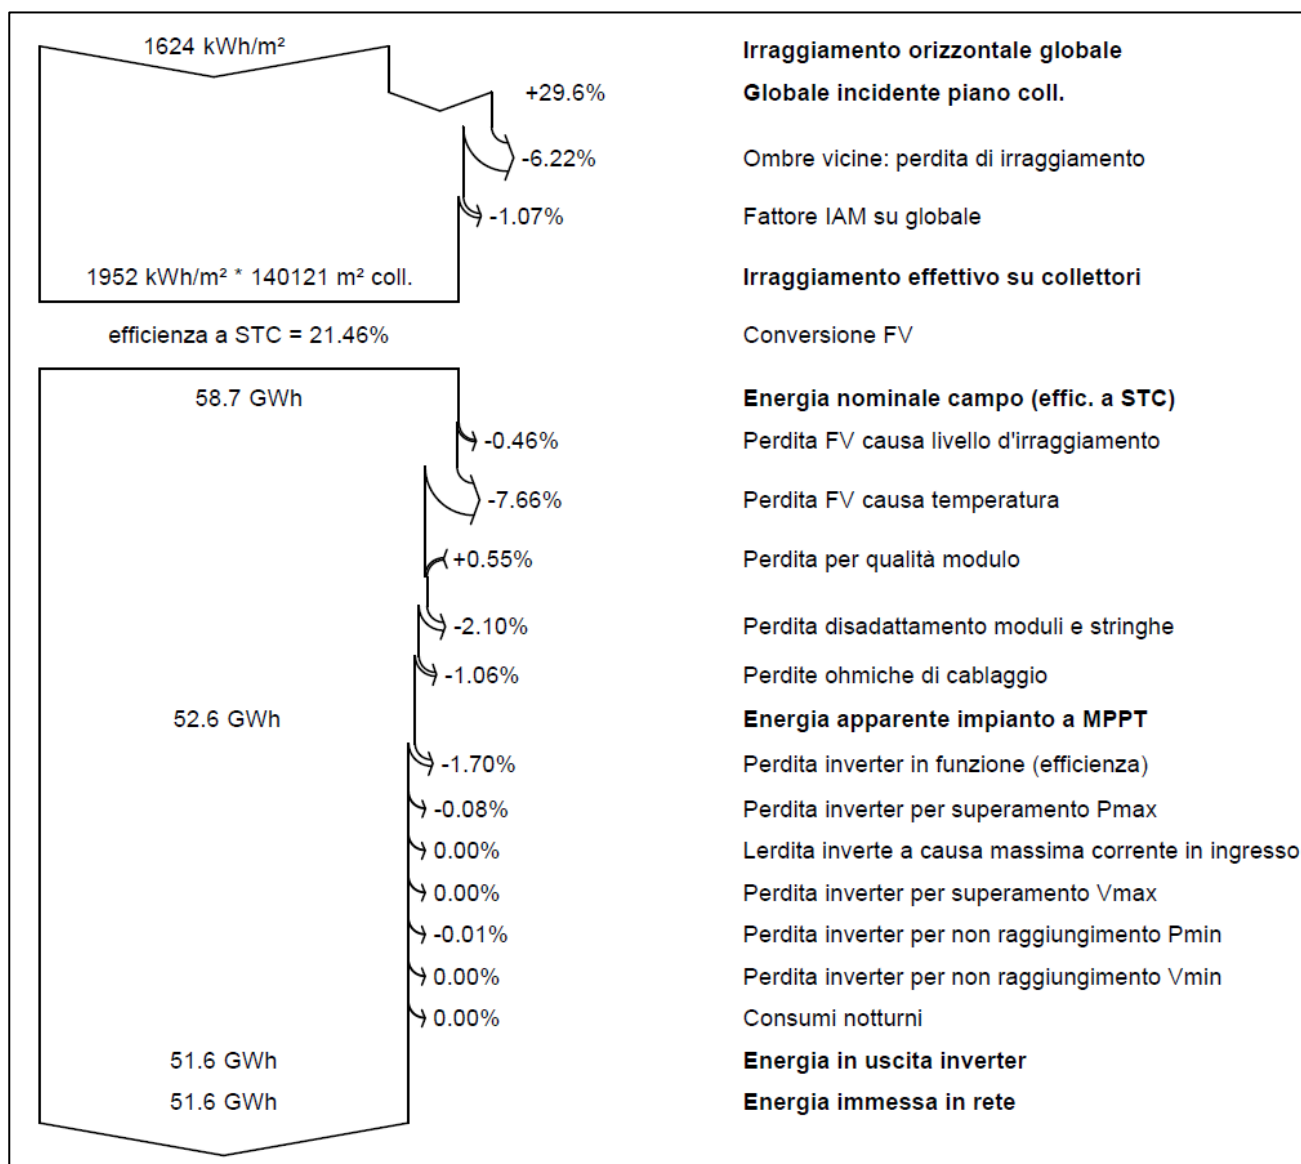 1624 kWh/m² Irraggiamento orizzontale globale
+29.6% Globale incidente piano coll.
-6.22% Ombre vicine: perdita di irraggiamento
-1.07% Fattore IAM su globale
1952 kWh/m² * 140121 m² coll. Irraggiamento effettivo su collettori
efficienza a STC = 21.46% Conversione FV
58.7 GWh Energia nominale campo (effic. a STC)
-0.46% Perdita FV causa livello d'irraggiamento
-7.66% Perdita FV causa temperatura
+0.55% Perdita per qualità modulo
-2.10% Perdita disadattamento moduli e stringhe
-1.06% Perdite ohmiche di cablaggio
52.6 GWh Energia apparente impianto a MPPT
-1.70% Perdita inverter in funzione (efficienza)
-0.08% Perdita inverter per superamento Pmax
0.00% Lerdita inverte a causa massima corrente in ingresso
0.00% Perdita inverter per superamento Vmax
-0.01% Perdita inverter per non raggiungimento Pmin
0.00% Perdita inverter per non raggiungimento Vmin
0.00% Consumi notturni
51.6 GWh Energia in uscita inverter
51.6 GWh Energia immessa in rete